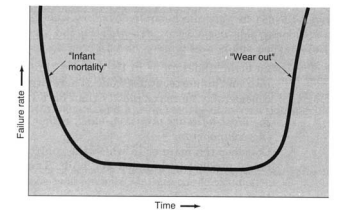 "Infant
mortality"
"Wear out"
Failure rate
Time